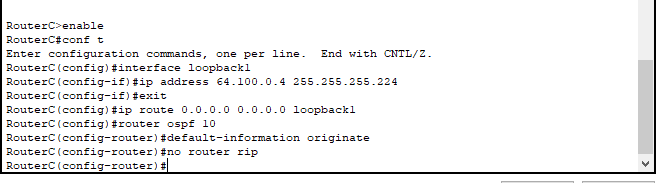 RouterC>enable
RouterC#conf t
Enter configuration commands, one per line.  End with CNTL/Z.
RouterC(config)#interface loopback1
RouterC(config-if)#ip address 64.100.0.4 255.255.255.224
RouterC(config-if)#exit
RouterC(config)#ip route 0.0.0.0 0.0.0.0 loopback1
RouterC(config)#router ospf 10
RouterC(config-router)#default-information originate
RouterC(config-router)#no router rip
RouterC(config-router)#